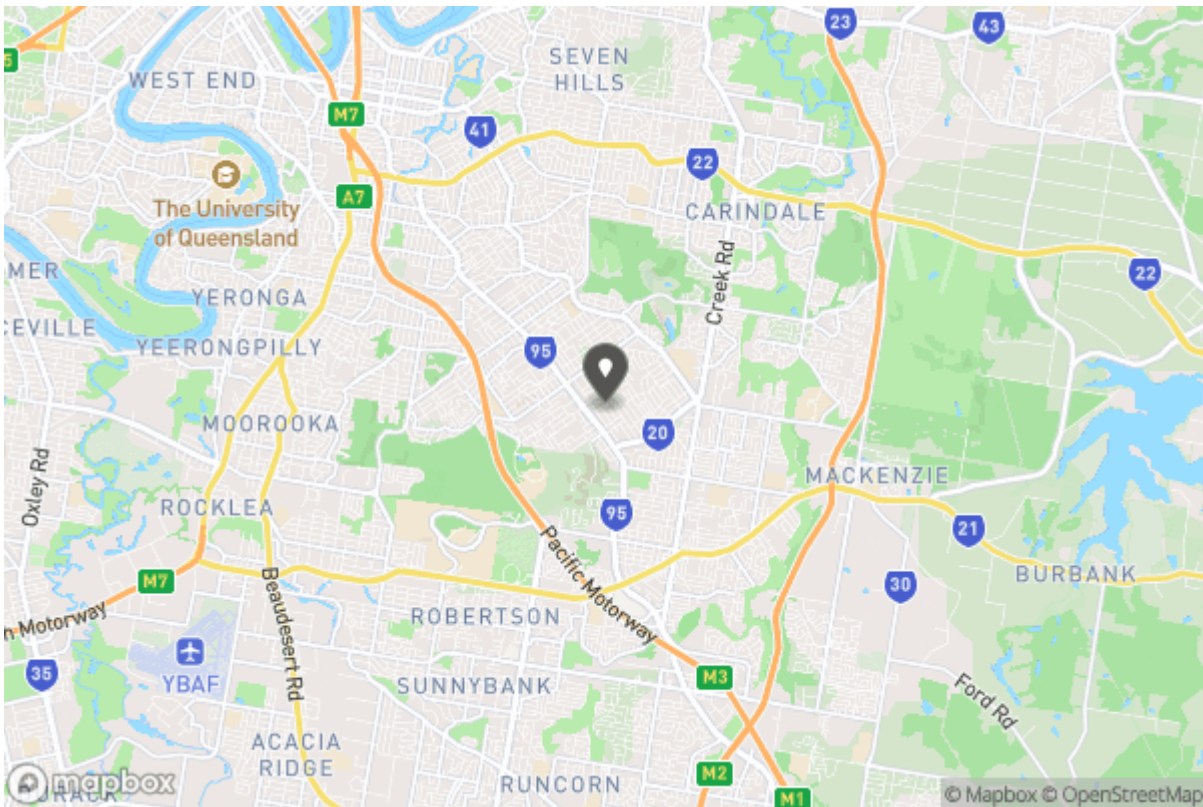 23
43
SEVEN
HILLS
5
WEST END
M7
41
22
The University
of Queensland
A7
CARINDALE
MER
Creek Rd
22
YERONGA
CEVILLE
YEERONGPILLY
95
MOOROOKA
20
Oxley Rd
MACKENZIE
ROCKLEA
95
21
Pacific Motorway
M7
BURBANK
30
Beaudesert Rd
ROBERTSON
n Motorway
35
YBAF
M3
SUNNYBANK
Ford Rd
ACACIA
RIDGE
M2
RUNCORN
mapbox
M1
© Mapbox © OpenStreetMap